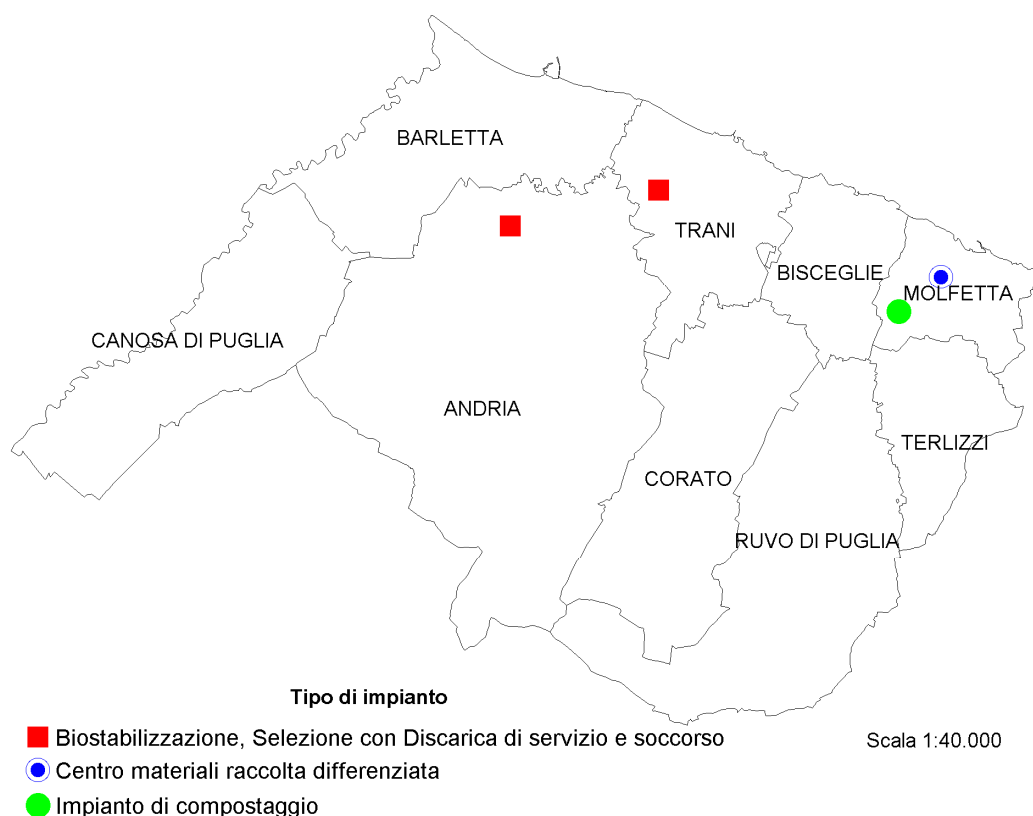 BARLETTA
TRANI
BISCEGLIE
MOLFETTA
CANOSA DI PUGLIA
ANDRIA
TERLIZZI
CORATO
RUVO DI PUGLIA
Tipo di impianto
Biostabilizzazione, Selezione con Discarica di servizio e soccorso
Scala 1:40.000
Centro materiali raccolta differenziata
Impianto di compostaggio